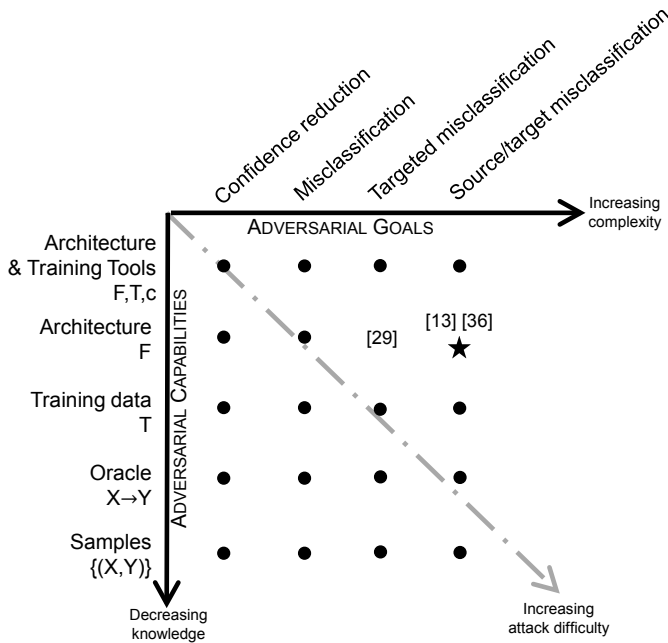 Confidence reduction
Misclassification
Targeted misclassification
Source/target misclassification
Increasing
complexity
ADVERSARIAL GOALS
ADVERSARIAL CAPABILITIES
Architecture
& Training Tools
F,T,c
Architecture
F
[29]
[13] [36]
Training data
T
Oracle
X→Y
Samples
{(X,Y)}
Decreasing
knowledge
Increasing
attack difficulty